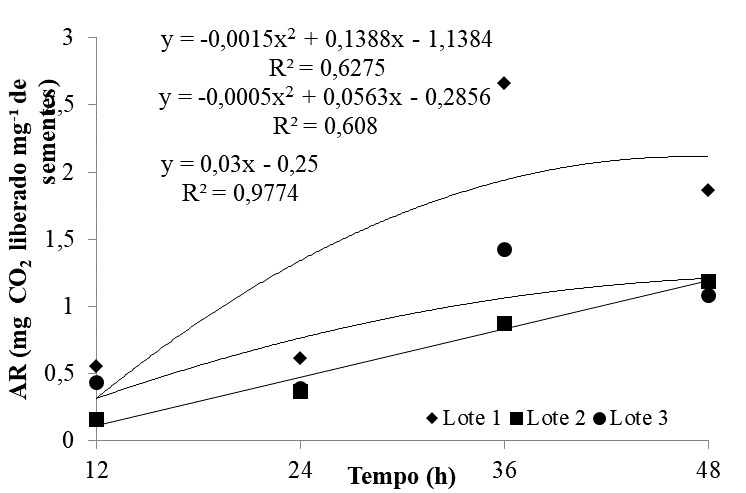 3
y = -0,0015x² + 0,1388x - 1,1384
R² = 0,6275
y = -0,0005x² + 0,0563x - 0,2856
R² = 0,608
y = 0,03x - 0,25
R² = 0,9774
AR (mg CO₂ liberado mg⁻¹ de
sementes)
2,5
2
1,5
1
0,5
0
Lote 1 Lote 2 Lote 3
12 24 36 48
Tempo (h)